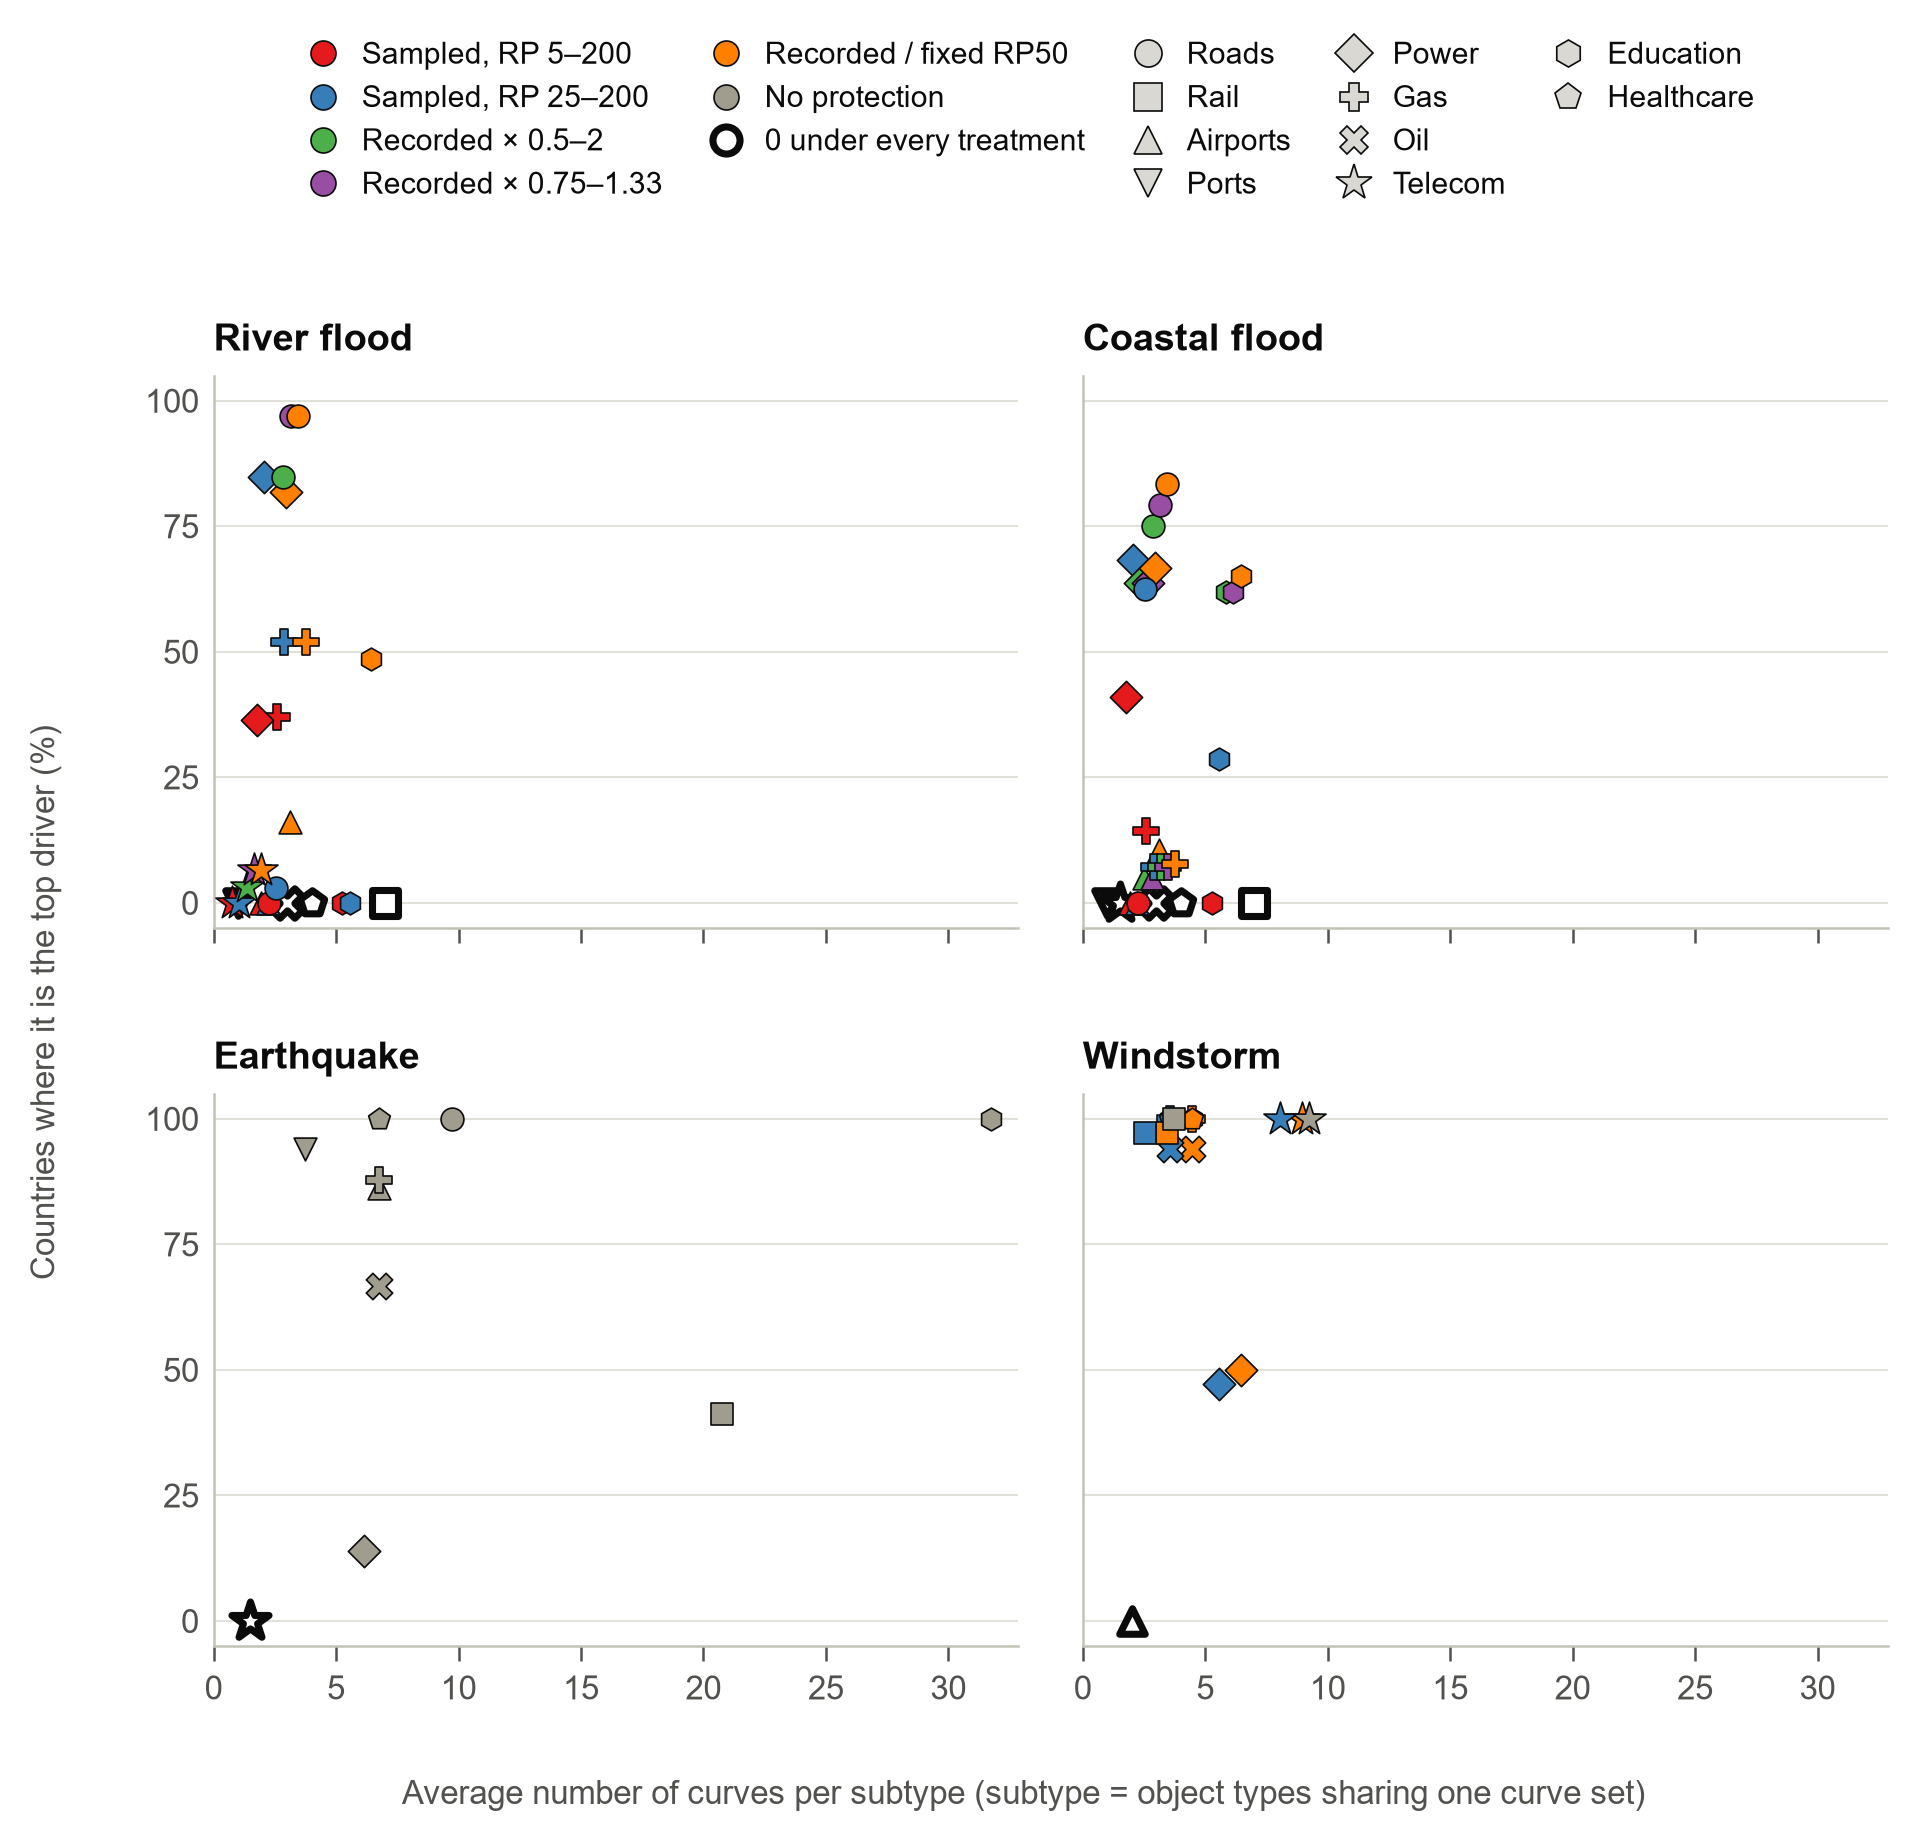 Sampled, RP 5–200
Sampled, RP 25–200
Recorded × 0.5–2
Recorded × 0.75–1.33
Recorded / fixed RP50
No protection
0 under every treatment
Roads
Rail
Airports
Ports
Power
Gas
Oil
Telecom
Education
Healthcare
River flood
Coastal flood
100
75
50
25
0
Countries where it is the top driver (%)
Earthquake
Windstorm
100
75
50
25
0
0 5 10 15 20 25 30
0 5 10 15 20 25 30
Average number of curves per subtype (subtype = object types sharing one curve set)